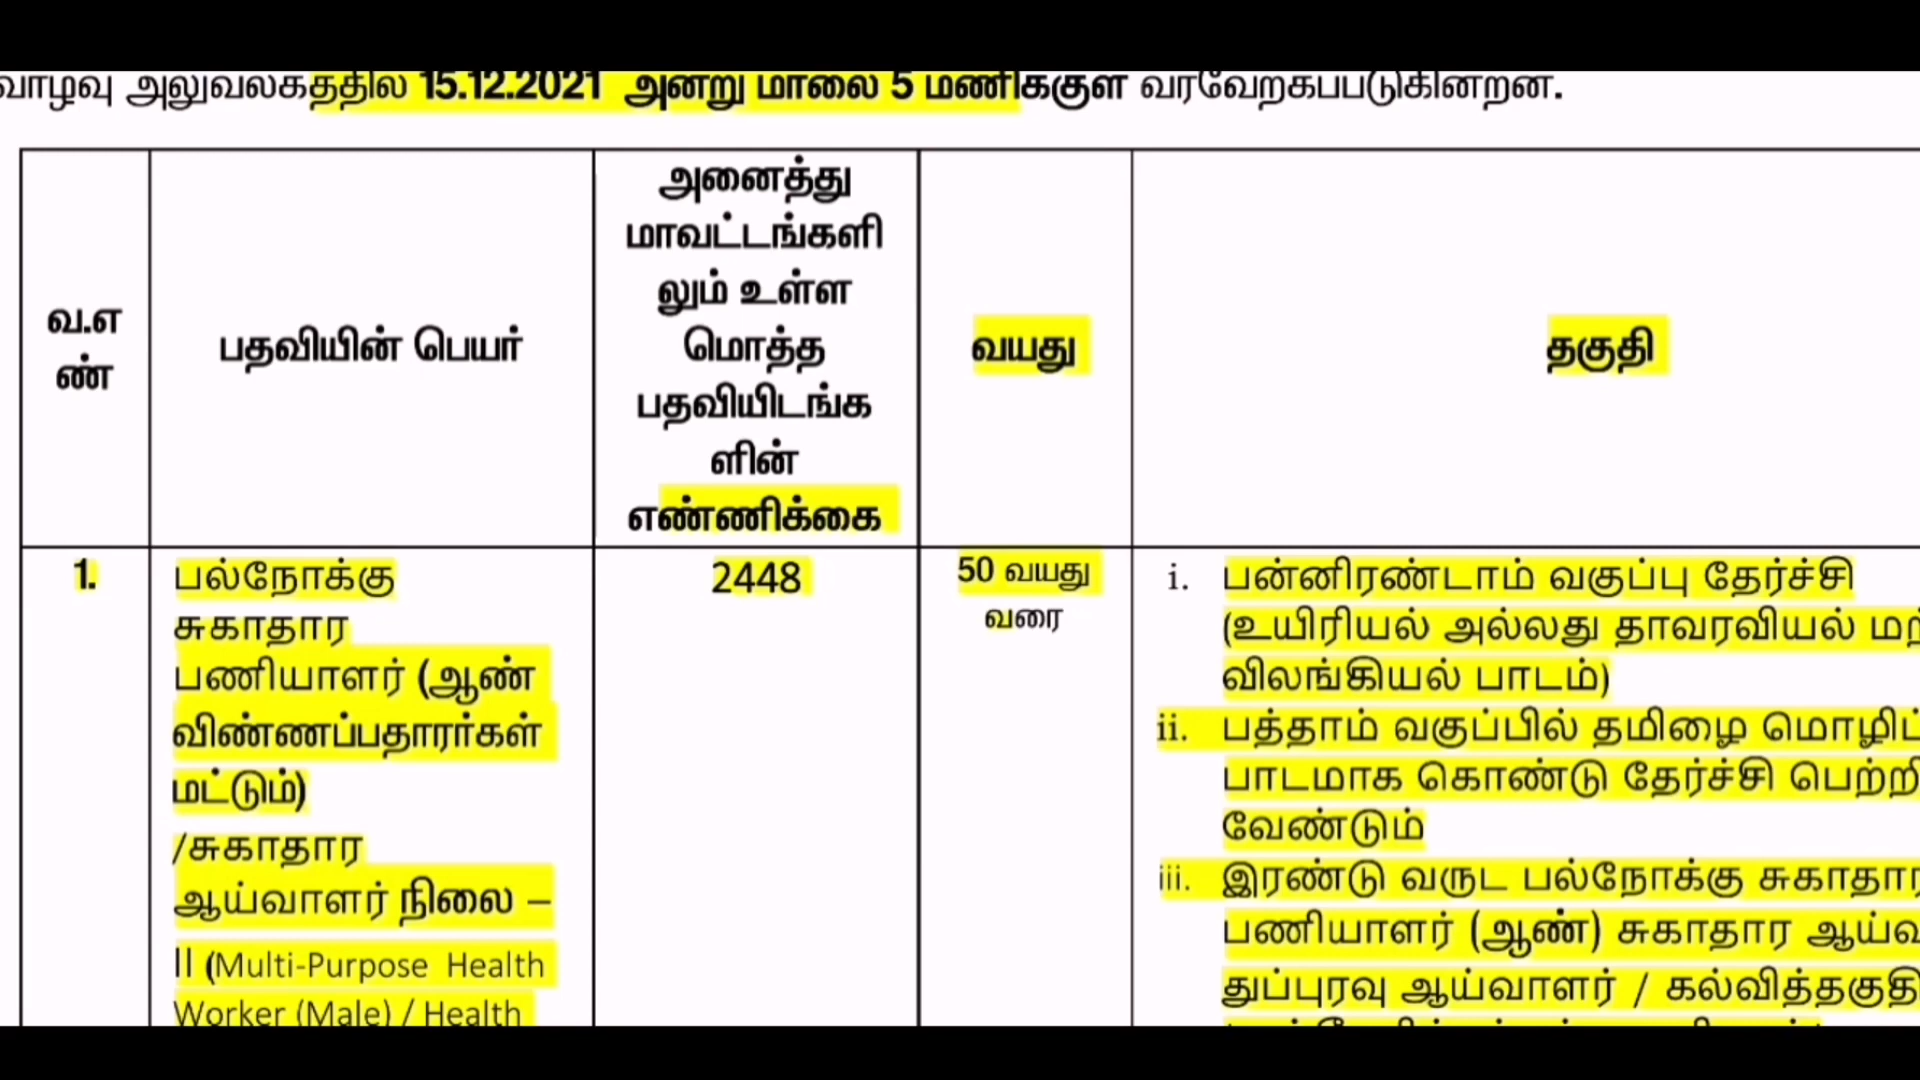 வாழ்வு அலுவலகத்தில் 15.12.2021 அன்று மாலை 5 மணிக்குள் வரவேற்கப்படுகின்றன.
வ.எ
ண்
பதவியின் பெயர்
அனைத்து
மாவட்டங்களி
லும் உள்ள
மொத்த
பதவியிடங்க
ளின்
எண்ணிக்கை
வயது
தகுதி
1.
பல்நோக்கு
சுகாதார
பணியாளர் (ஆண்
விண்ணப்பதாரர்கள்
மட்டும்)
/சுகாதார
ஆய்வாளர் நிலை –
II (Multi-Purpose Health
Worker (Male) / Health
2448
50 வயது
வரை
i. பன்னிரண்டாம் வகுப்பு தேர்ச்சி
(உயிரியல் அல்லது தாவரவியல்
விலங்கியல் பாடம்)
ii. பத்தாம் வகுப்பில் தமிழை
பாடமாக கொண்டு தேர்ச்சி
வேண்டும்
iii. இரண்டு வருட பல்நோக்கு சுகாதார
பணியாளர் (ஆண்) சுகாதார
துப்புரவு ஆய்வாளர் / கல்வித்தகுதி